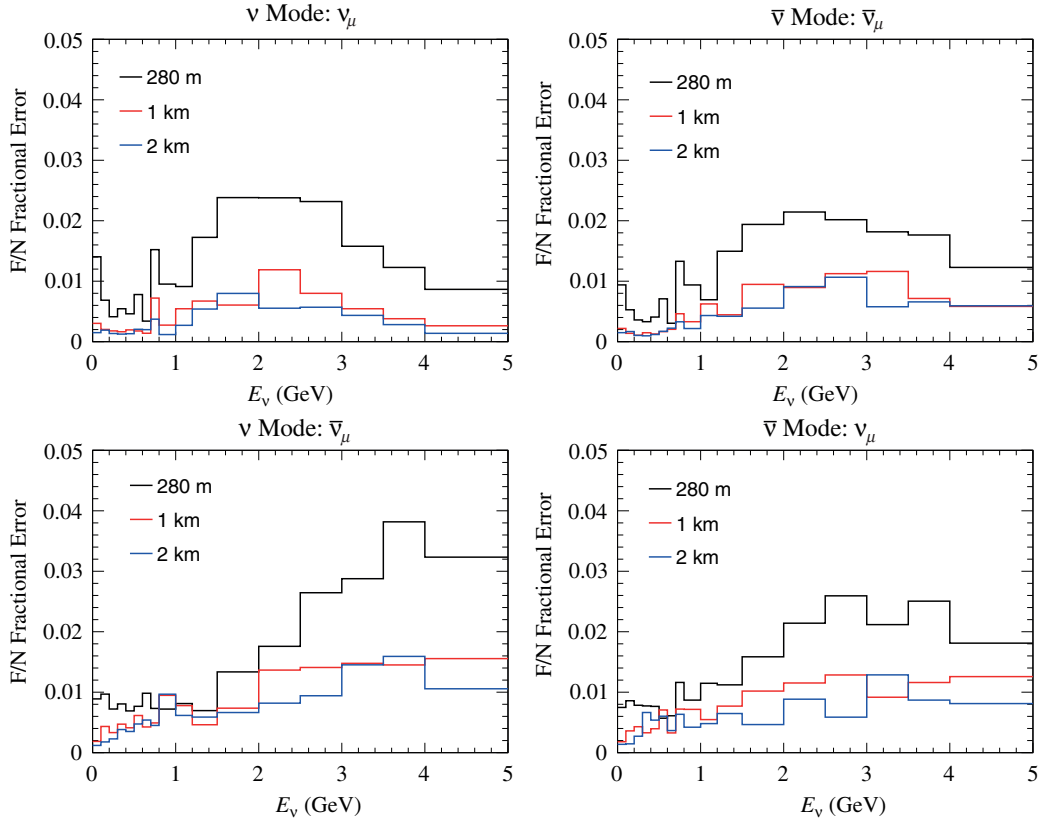 ν Mode: ν_μ
0.05
0.04
0.03
0.02
0.01
0
F/N Fractional Error
280 m
1 km
2 km
0 1 2 3 4 5
E_ν (GeV)
ν̅ Mode: ν̅_μ
0.05
0.04
0.03
0.02
0.01
0
F/N Fractional Error
280 m
1 km
2 km
0 1 2 3 4 5
E_ν (GeV)
ν Mode: ν̅_μ
0.05
0.04
0.03
0.02
0.01
0
F/N Fractional Error
280 m
1 km
2 km
0 1 2 3 4 5
E_ν (GeV)
ν̅ Mode: ν_μ
0.05
0.04
0.03
0.02
0.01
0
F/N Fractional Error
280 m
1 km
2 km
0 1 2 3 4 5
E_ν (GeV)